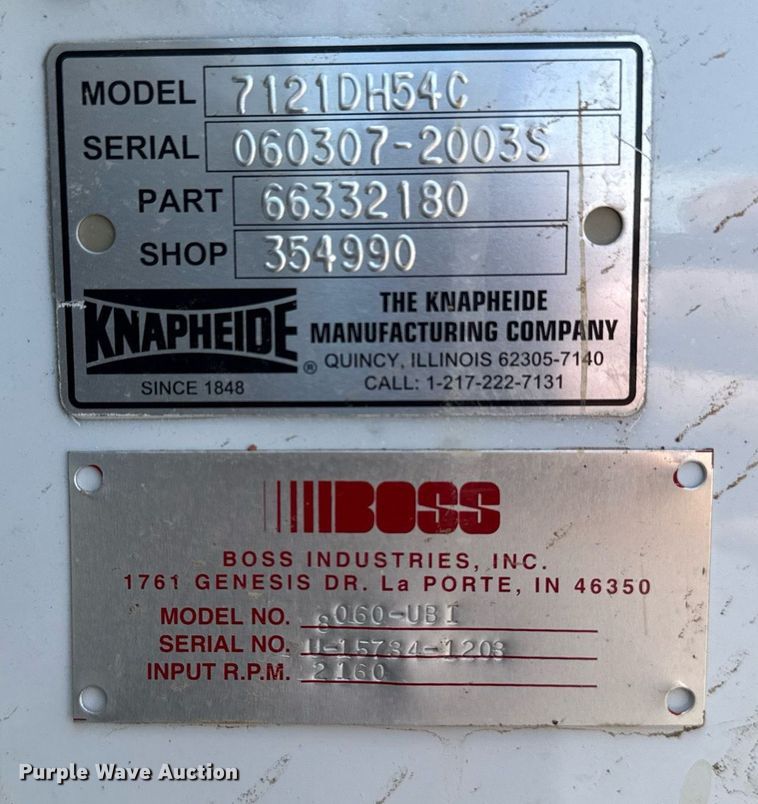 MODEL 7121DH54C
SERIAL 060307-2003S
PART 66332180
SHOP 354990
KNAPHEIDE ®
SINCE 1848
THE KNAPHEIDE
MANUFACTURING COMPANY
QUINCY, ILLINOIS 62305-7140
CALL: 1-217-222-7131
BOSS
BOSS INDUSTRIES, INC.
1761 GENESIS DR. La PORTE, IN 46350
MODEL NO. 8060-UBI
SERIAL NO.
INPUT R.P.M. 2160
Purple Wave Auction